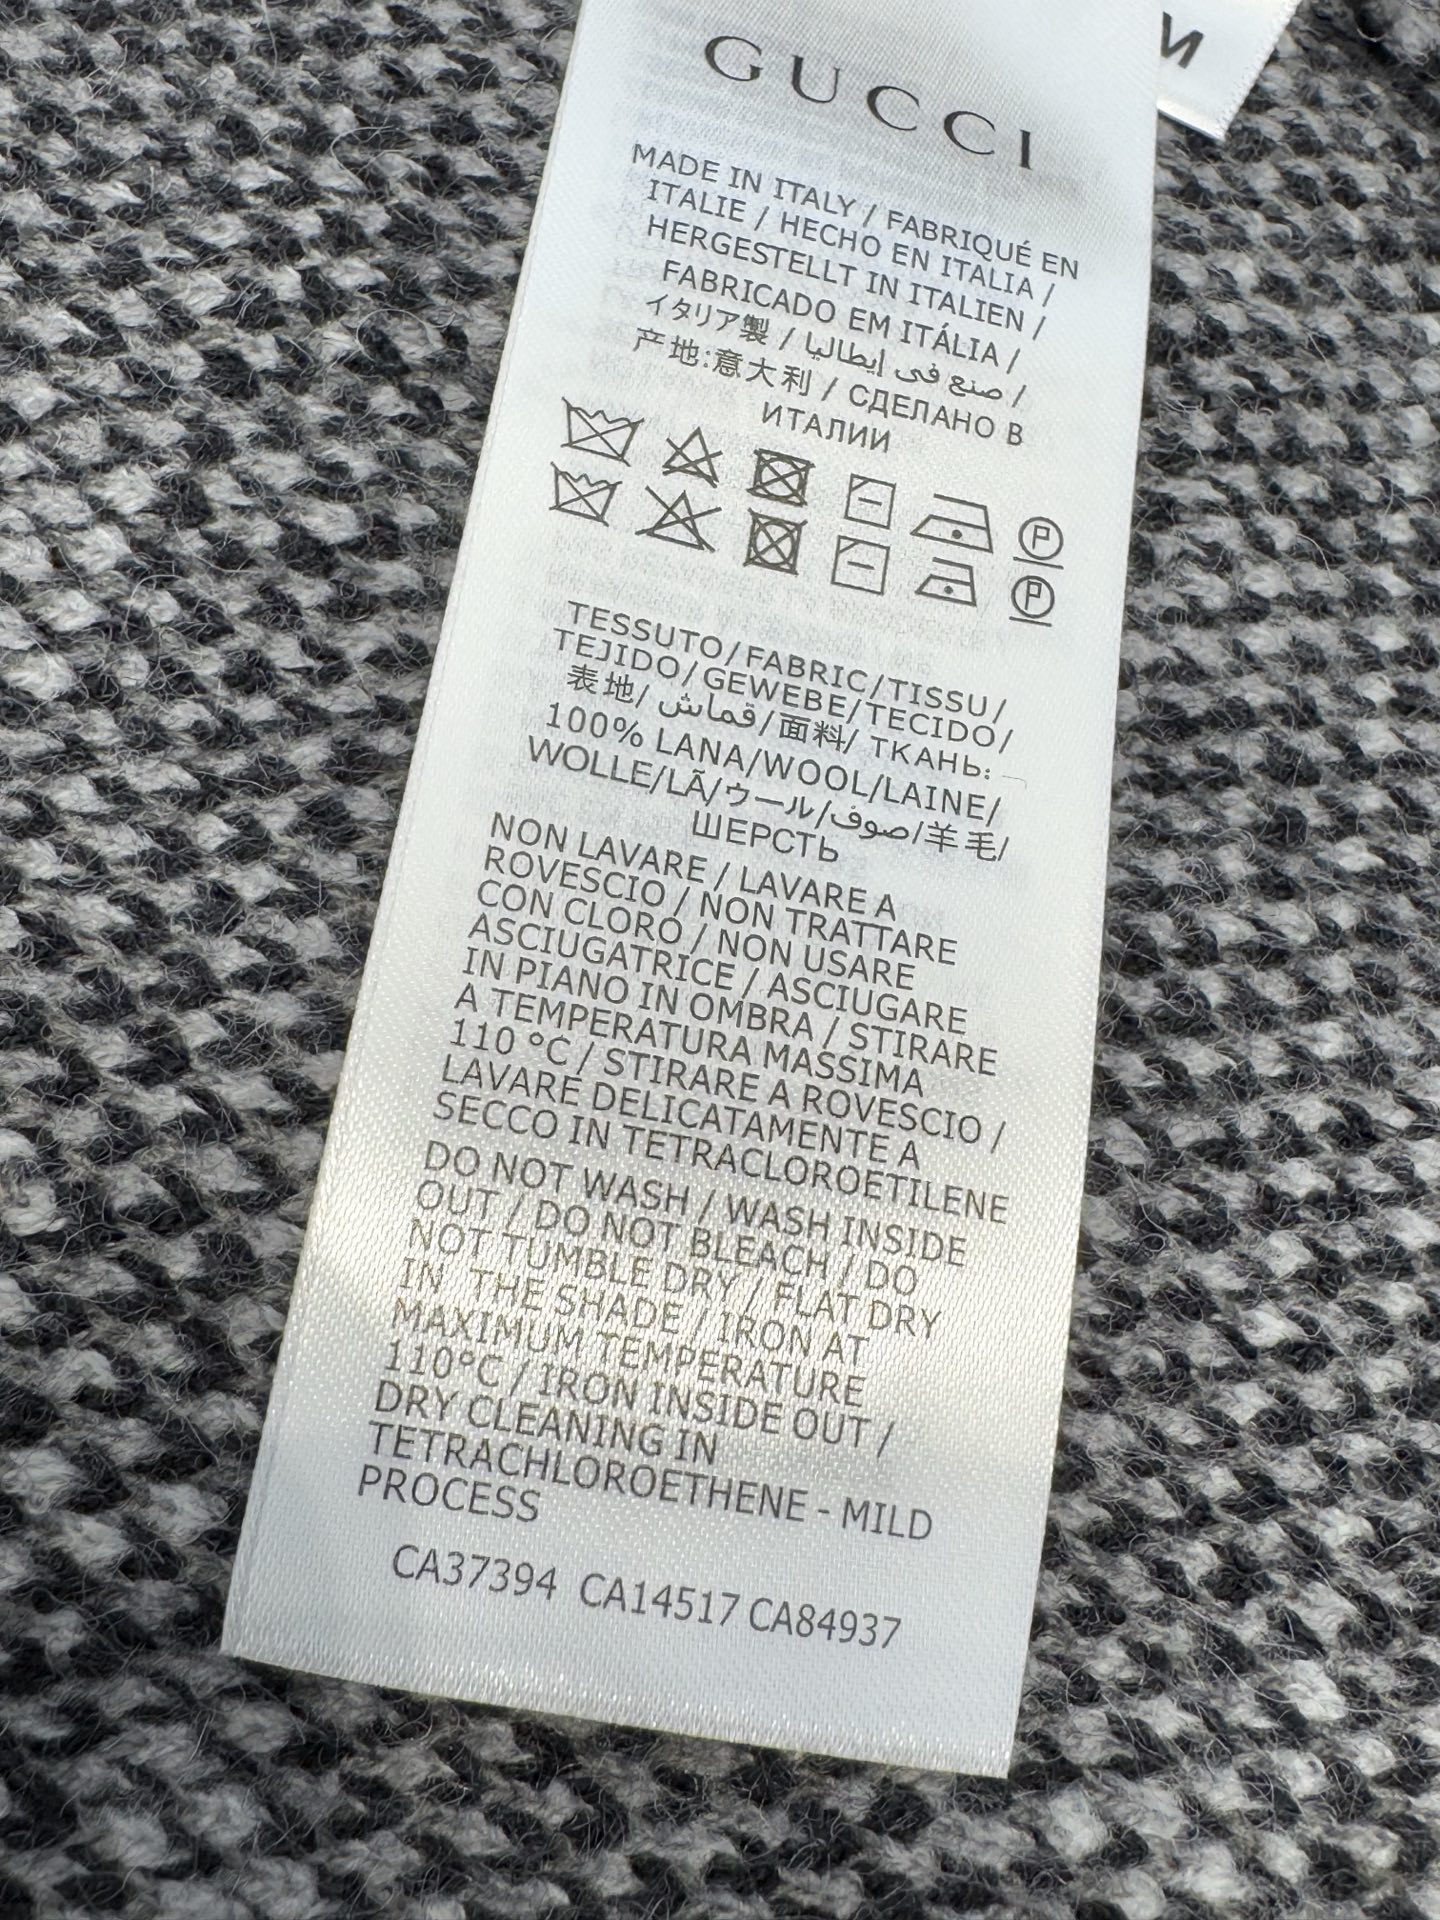 M
GUCCI
MADE IN ITALY / FABRIQUÉ EN
ITALIE / HECHO EN ITALIA /
HERGESTELLT IN ITALIEN /
FABRICADO EM ITÁLIA /
イタリア製 / صنع في إيطاليا /
产地:意大利 / СДЕЛАНО В
ИТАЛИИ
P
P
TESSUTO/FABRIC/TISSU/
TEJIDO/GEWEBE/TECIDO/
表地/ قماش/面料/ ТКАНЬ:
100% LANA/WOOL/LAINE/
WOLLE/LÃ/ウール/صوف/羊毛/
ШЕРСТЬ
NON LAVARE / LAVARE A
ROVESCIO / NON TRATTARE
CON CLORO / NON USARE
ASCIUGATRICE / ASCIUGARE
IN PIANO IN OMBRA / STIRARE
A TEMPERATURA MASSIMA
110 °C / STIRARE A ROVESCIO /
LAVARE DELICATAMENTE A
SECCO IN TETRACLOROETILENE
DO NOT WASH / WASH INSIDE
OUT / DO NOT BLEACH / DO
NOT TUMBLE DRY / FLAT DRY
IN THE SHADE / IRON AT
MAXIMUM TEMPERATURE
110°C / IRON INSIDE OUT /
DRY CLEANING IN
TETRACHLOROETHENE - MILD
PROCESS
CA37394 CA14517 CA84937